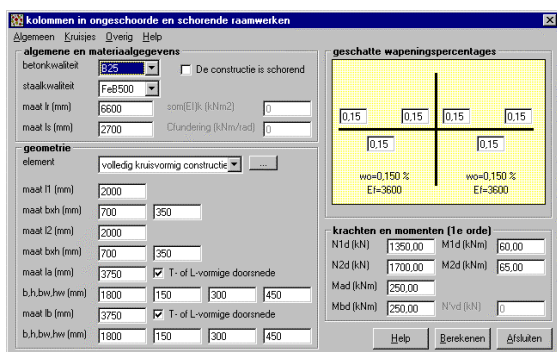 kolommen in ongeschoorde en schorende raamwerken
Algemeen Kruisjes Overig Help
algemene en materiaalgegevens
betonkwaliteit B25 De constructie is schorend
staalkwaliteit FeB500
maat lr (mm) 6600 som(EI)k (kNm2) 0
maat ls (mm) 2700 Clundering (kNm/rad) 0
geometrie
element volledig kruisvormig constructie ...
maat l1 (mm) 2000
maat bxh (mm) 700 350
maat l2 (mm) 2000
maat bxh (mm) 700 350
maat la (mm) 3750 T- of L-vormige doorsnede
b,h,bw,hw (mm) 1800 150 300 450
maat lb (mm) 3750 T- of L-vormige doorsnede
b,h,bw,hw (mm) 1800 150 300 450
geschatte wapeningspercentages
0,15 0,15 0,15 0,15
0,15 0,15
wo=0,150 % wo=0,150 %
Ef=3600 Ef=3600
krachten en momenten (1e orde)
N1d (kN) 1350,00 M1d (kNm) 60,00
N2d (kN) 1700,00 M2d (kNm) 65,00
Mad (kNm) 250,00
Mbd (kNm) 250,00 N'vd (kN) 0
Help Berekenen Afsluiten